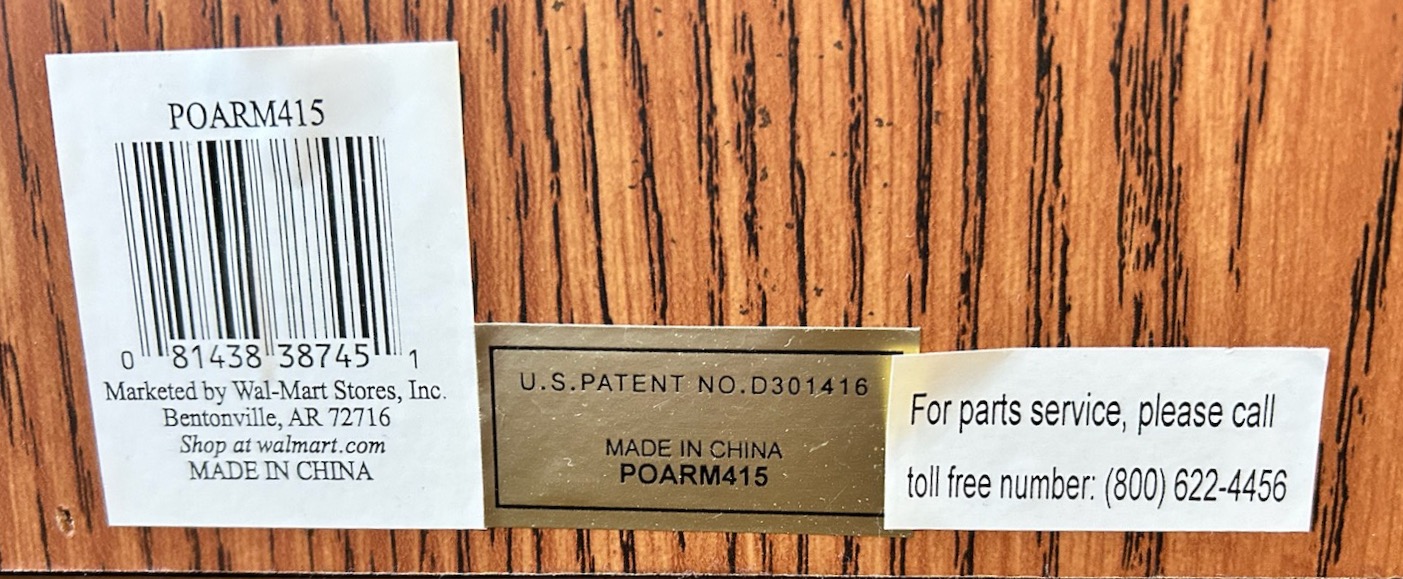 POARM415
0 81438 38745 1
Marketed by Wal-Mart Stores, Inc.
Bentonville, AR 72716
Shop at walmart.com
MADE IN CHINA
U.S.PATENT NO.D301416
MADE IN CHINA
POARM415
For parts service, please call
toll free number: (800) 622-4456